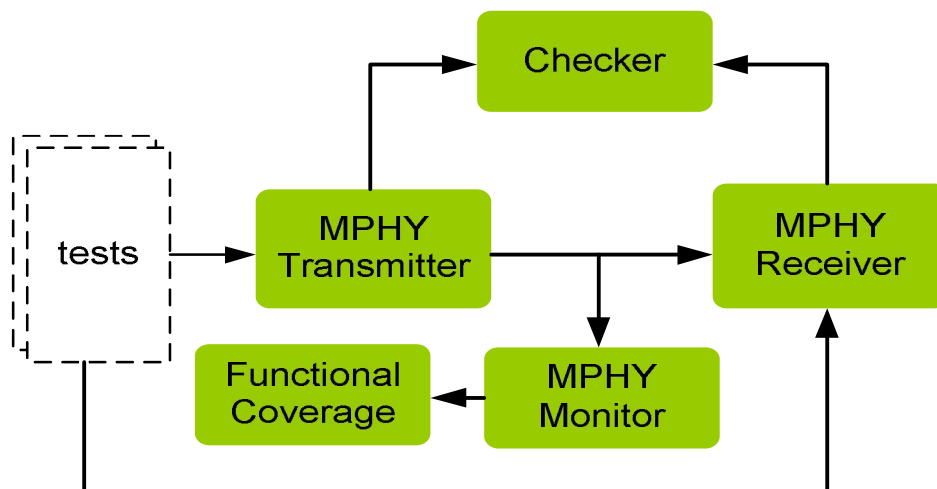 Checker
tests
MPHY
Transmitter
MPHY
Receiver
Functional
Coverage
MPHY
Monitor